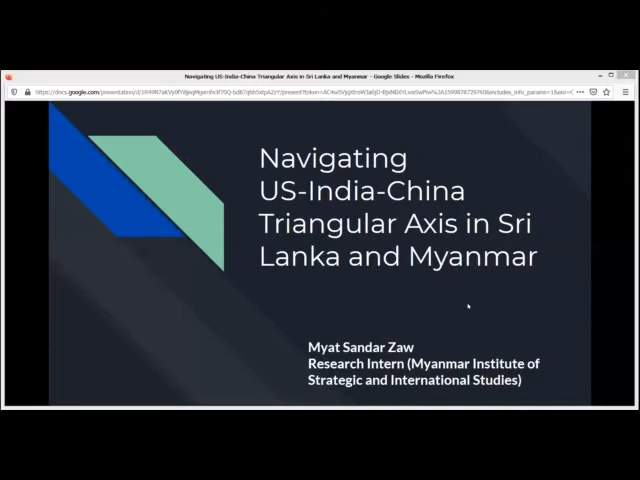 Navigating US-India-China Triangular Axis in Sri Lanka and Myanmar - Google Slides - Mozilla Firefox
Navigating
US-India-China
Triangular Axis in Sri
Lanka and Myanmar
Myat Sandar Zaw
Research Intern (Myanmar Institute of
Strategic and International Studies)